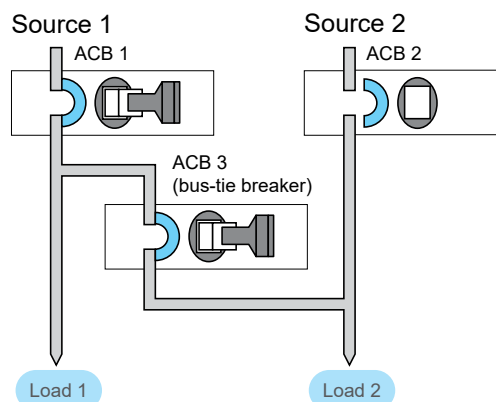 Source 1
Source 2
ACB 1
ACB 2
ACB 3
(bus-tie breaker)
Load 1
Load 2